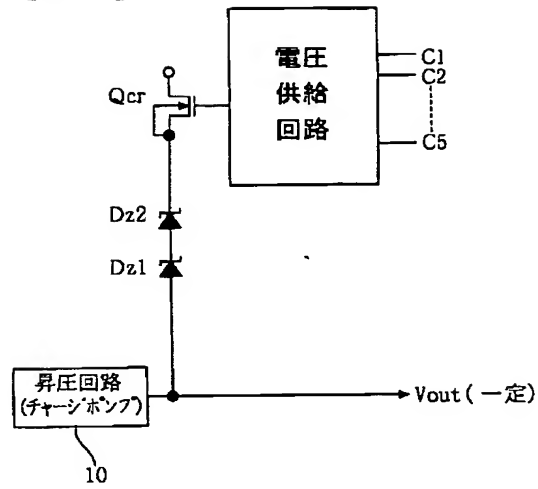 電圧
供給
回路
C1
C2
C5
Qcr
Dz2
Dz1
昇圧回路
(チャージポンプ)
Vout(一定)
10